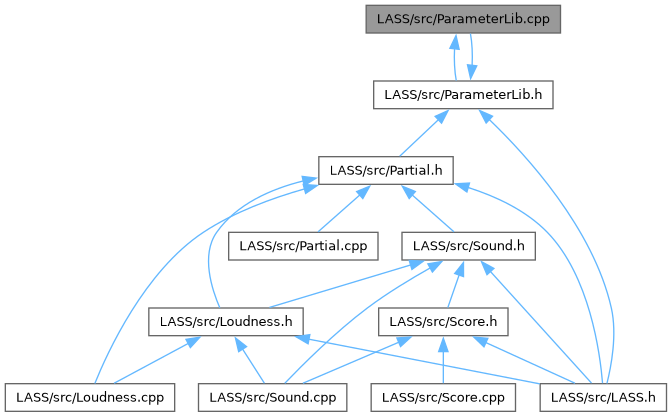 LASS/src/ParameterLib.cpp
LASS/src/ParameterLib.h
LASS/src/Partial.h
LASS/src/Partial.cpp
LASS/src/Sound.h
LASS/src/Loudness.h
LASS/src/Score.h
LASS/src/Loudness.cpp
LASS/src/Sound.cpp
LASS/src/Score.cpp
LASS/src/LASS.h